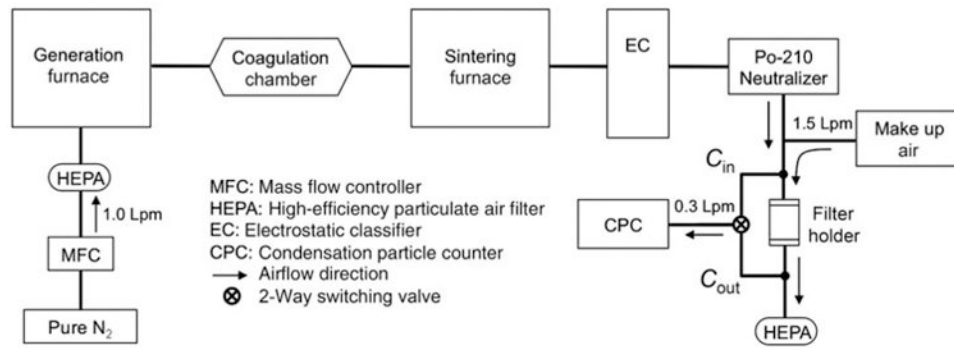 Generation
furnace
Coagulation
chamber
Sintering
furnace
EC
Po-210
Neutralizer
1.5 Lpm
Make up
air
HEPA
1.0 Lpm
MFC
Pure N₂
MFC: Mass flow controller
HEPA: High-efficiency particulate air filter
EC: Electrostatic classifier
CPC: Condensation particle counter
Airflow direction
2-Way switching valve
C_in
0.3 Lpm
CPC
Filter
holder
C_out
HEPA